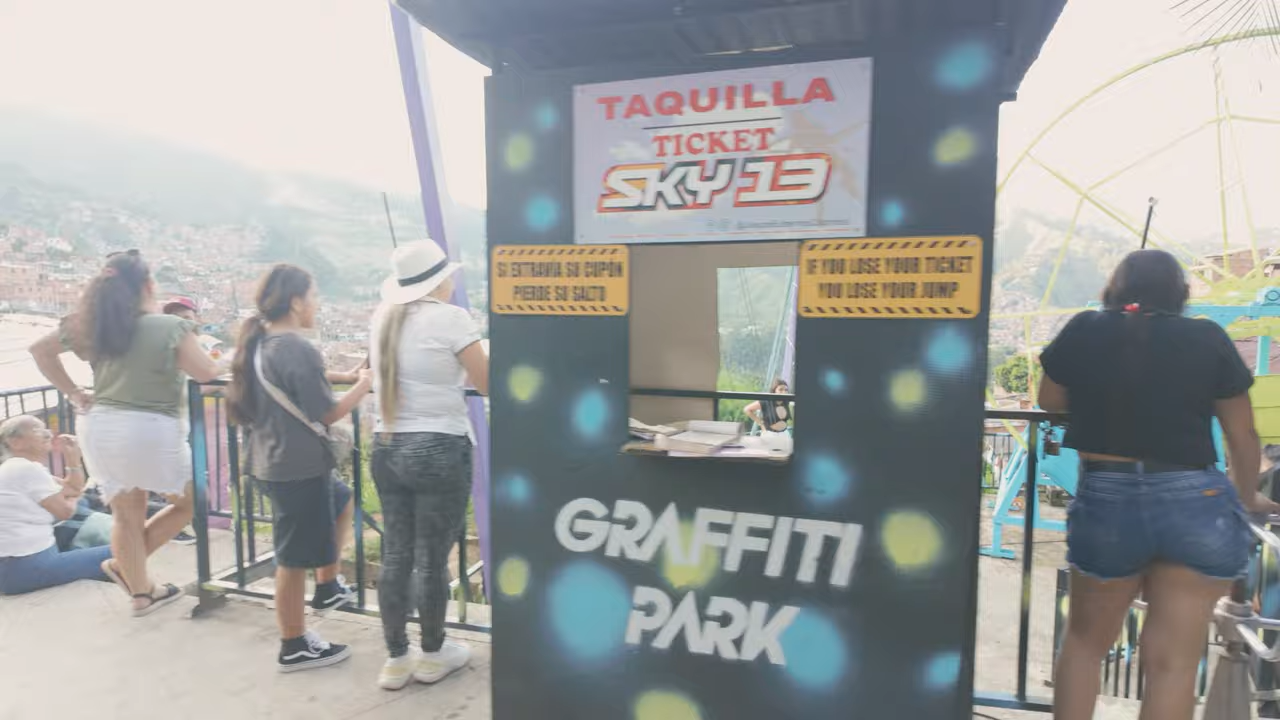 TAQUILLA
TICKET
SKY 13
SI EXTRAVIA SU CUPON
PIERDE SU SALTO
IF YOU LOSE YOUR TICKET
YOU LOSE YOUR JUMP
GRAFFITI
PARK